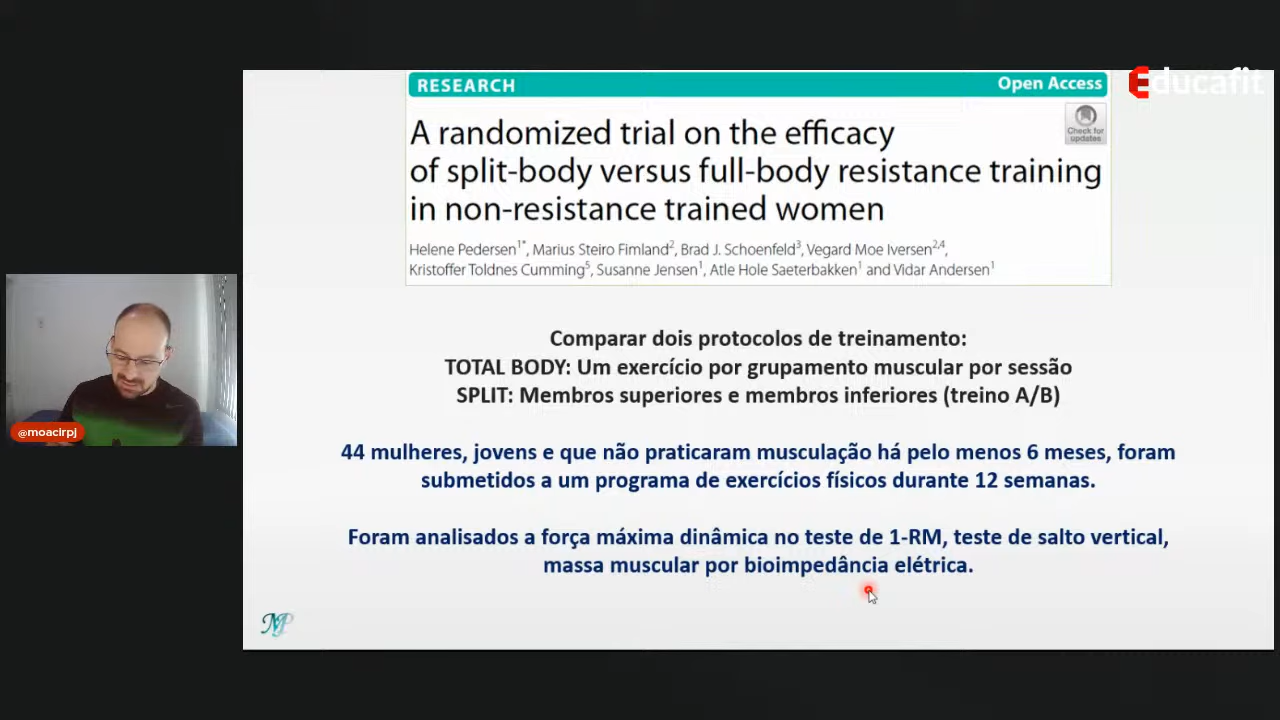 Educafit
RESEARCH
Open Access
Check for
updates
A randomized trial on the efficacy
of split-body versus full-body resistance training
in non-resistance trained women
Helene Pedersen1*, Marius Steiro Fimland2, Brad J. Schoenfeld3, Vegard Moe Iversen2,4,
Kristoffer Toldnes Cumming5, Susanne Jensen1, Atle Hole Saeterbakken1 and Vidar Andersen1
Comparar dois protocolos de treinamento:
TOTAL BODY: Um exercício por grupamento muscular por sessão
SPLIT: Membros superiores e membros inferiores (treino A/B)
44 mulheres, jovens e que não praticaram musculação há pelo menos 6 meses, foram
submetidos a um programa de exercícios físicos durante 12 semanas.
Foram analisados a força máxima dinâmica no teste de 1-RM, teste de salto vertical,
massa muscular por bioimpedância elétrica.
@moacirpj
MP